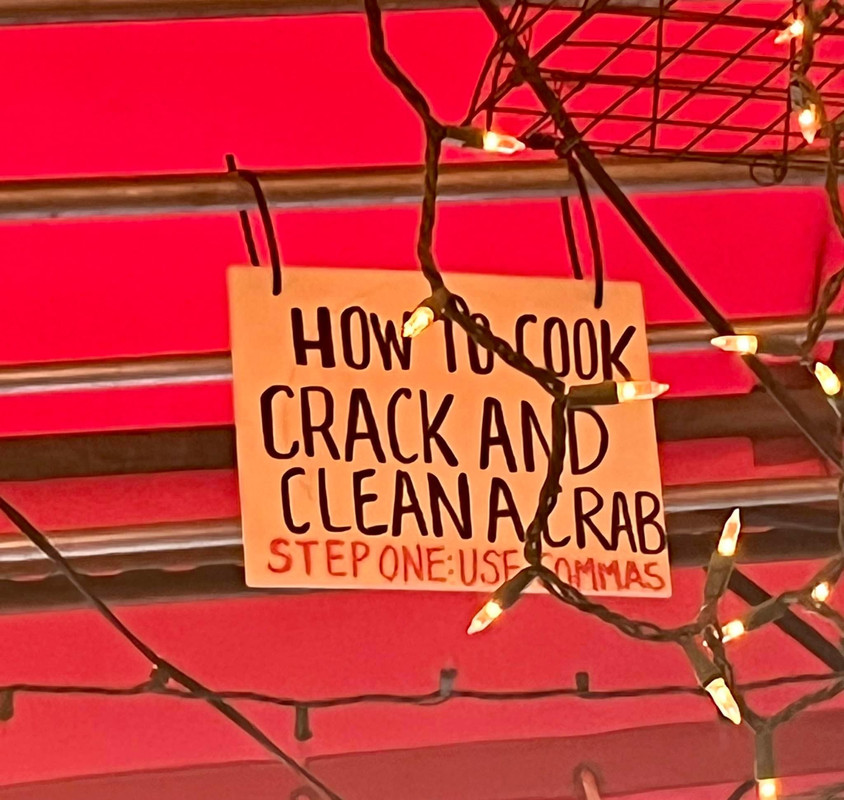 HOW TO COOK
CRACK AND
CLEAN A CRAB
STEP ONE: USE COMMAS